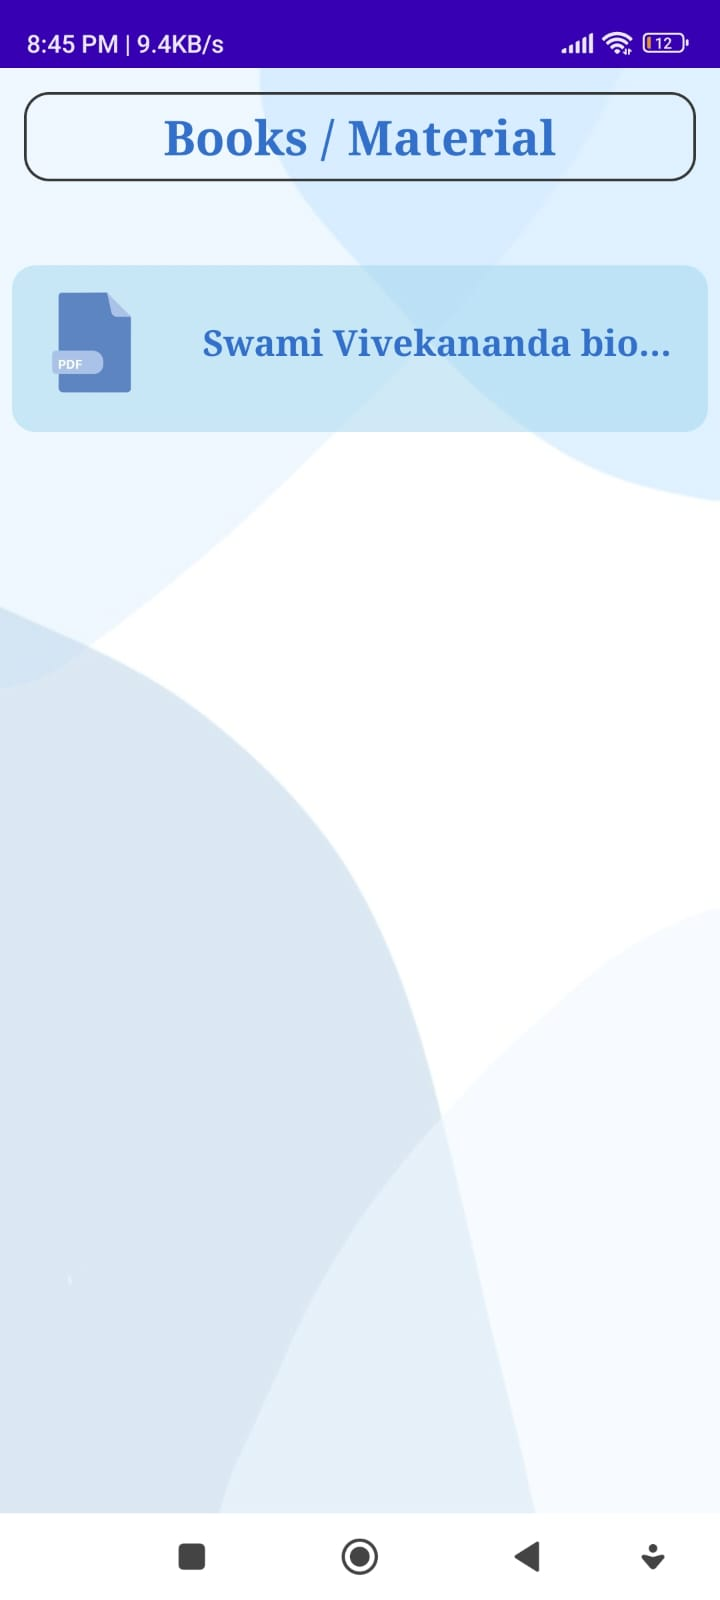 8:45 PM | 9.4KB/s 12
Books / Material
PDF
Swami Vivekananda bio...